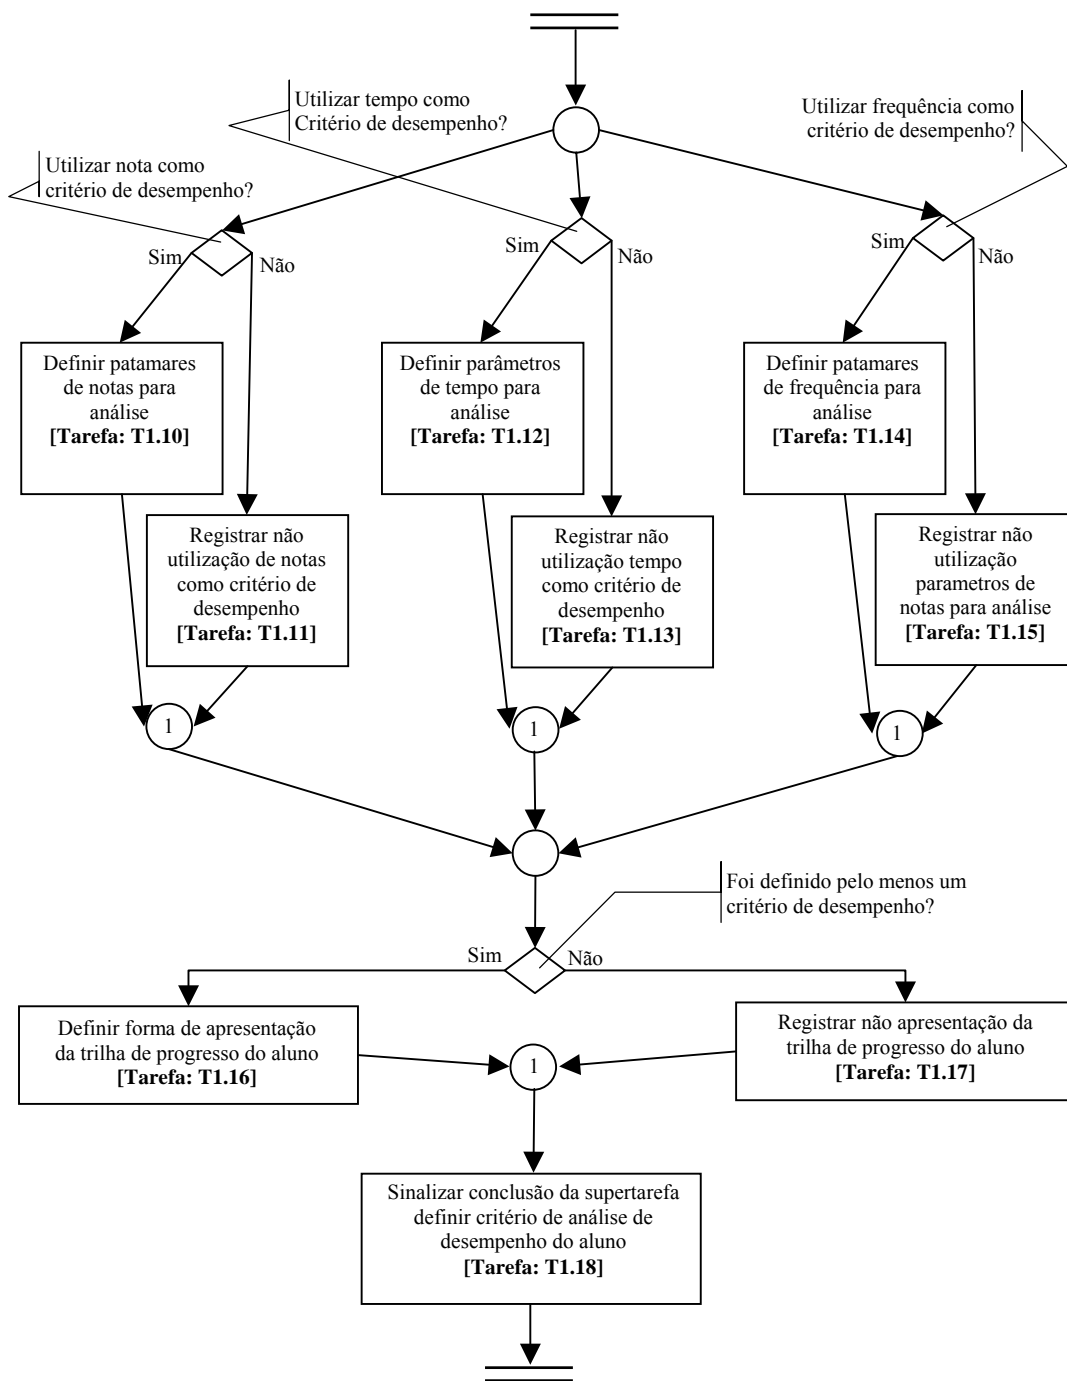 Utilizar tempo como
Critério de desempenho?
Utilizar frequência como
critério de desempenho?
Utilizar nota como
critério de desempenho?
Sim
Não
Sim
Não
Sim
Não
Definir patamares
de notas para
análise
[Tarefa: T1.10]
Definir parâmetros
de tempo para
análise
[Tarefa: T1.12]
Definir patamares
de frequência para
análise
[Tarefa: T1.14]
Registrar não
utilização de notas
como critério de
desempenho
[Tarefa: T1.11]
Registrar não
utilização tempo
como critério de
desempenho
[Tarefa: T1.13]
Registrar não
utilização
parametros de
notas para análise
[Tarefa: T1.15]
1
1
1
Foi definido pelo menos um
critério de desempenho?
Sim
Não
Definir forma de apresentação
da trilha de progresso do aluno
[Tarefa: T1.16]
1
Registrar não apresentação da
trilha de progresso do aluno
[Tarefa: T1.17]
Sinalizar conclusão da supertarefa
definir critério de análise de
desempenho do aluno
[Tarefa: T1.18]